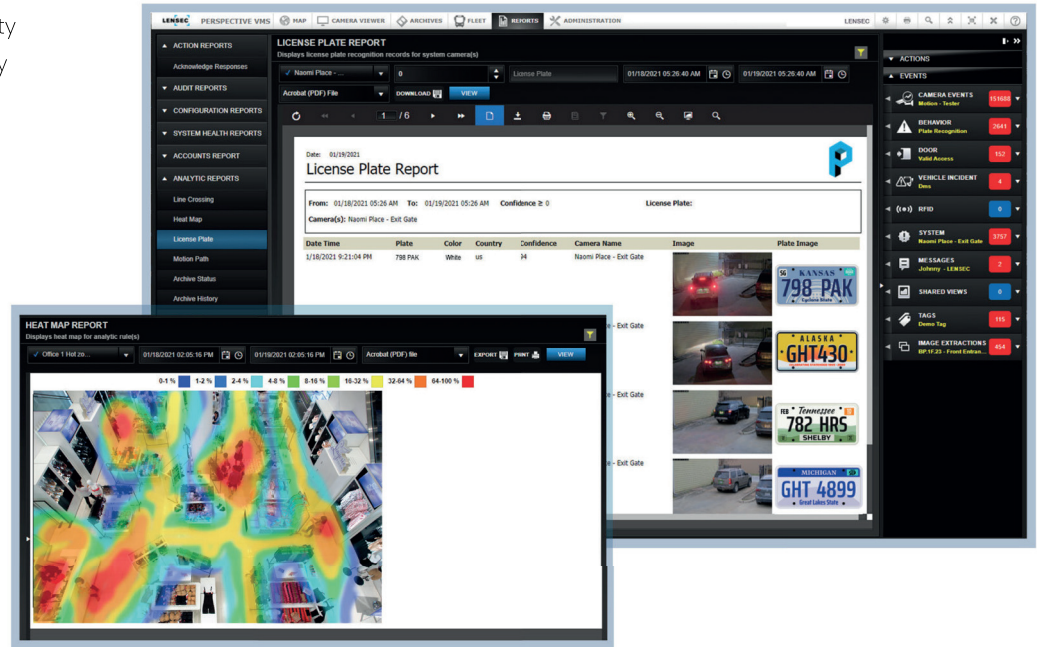 ty
y
LENSEC PERSPECTIVE VMS MAP CAMERA VIEWER ARCHIVES FLEET REPORTS ADMINISTRATION LENSEC
ACTION REPORTS
Acknowledge Responses
AUDIT REPORTS
CONFIGURATION REPORTS
SYSTEM HEALTH REPORTS
ACCOUNTS REPORT
ANALYTIC REPORTS
Line Crossing
Heat Map
License Plate
Motion Path
Archive Status
Archive History
LICENSE PLATE REPORT
Displays license plate recognition records for system camera(s)
Naomi Place - ... 0 License Plate 01/18/2021 05:26:40 AM 01/19/2021 05:26:40 AM
Acrobat (PDF) File DOWNLOAD VIEW
1 / 6
Date: 01/19/2021
License Plate Report
From: 01/18/2021 05:26 AM To: 01/19/2021 05:26 AM Confidence ≥ 0 License Plate:
Camera(s): Naomi Place - Exit Gate
Date Time Plate Color Country Confidence Camera Name Image Plate Image
1/18/2021 9:21:04 PM 798 PAK White us 94 Naomi Place - Exit Gate
SG KANSAS
798 PAK
e - Exit Gate
ALASKA
GHT430
e - Exit Gate
FEB Tennessee
782 HRS
SHELBY
e - Exit Gate
MICHIGAN
GHT 4899
Great Lakes State
ACTIONS
EVENTS
CAMERA EVENTS 151688
Motion - Tester
BEHAVIOR 2641
Plate Recognition
DOOR 152
Valid Access
VEHICLE INCIDENT 4
Dms
RFID 0
SYSTEM 3757
Naomi Place - Exit Gate
MESSAGES 2
Johnny - LENSEC
SHARED VIEWS 0
TAGS 115
Demo Tag
IMAGE EXTRACTIONS 454
BP.1F.23 - Front Entran...
HEAT MAP REPORT
Displays heat map for analytic rule(s)
Office 1 Hot zo... 01/18/2021 02:05:16 PM 01/19/2021 02:05:16 PM Acrobat (PDF) file EXPORT PRINT VIEW
0-1 % 1-2 % 2-4 % 4-8 % 8-16 % 16-32 % 32-64 % 64-100 %